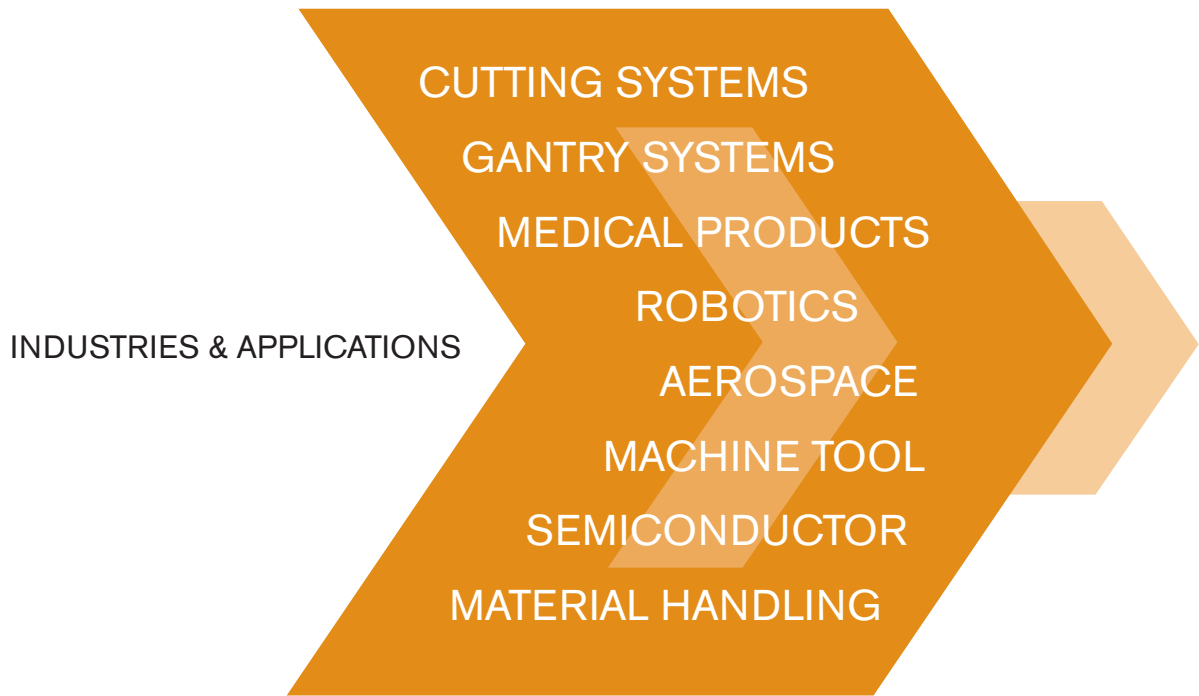 CUTTING SYSTEMS
GANTRY SYSTEMS
MEDICAL PRODUCTS
ROBOTICS
INDUSTRIES & APPLICATIONS
AEROSPACE
MACHINE TOOL
SEMICONDUCTOR
MATERIAL HANDLING